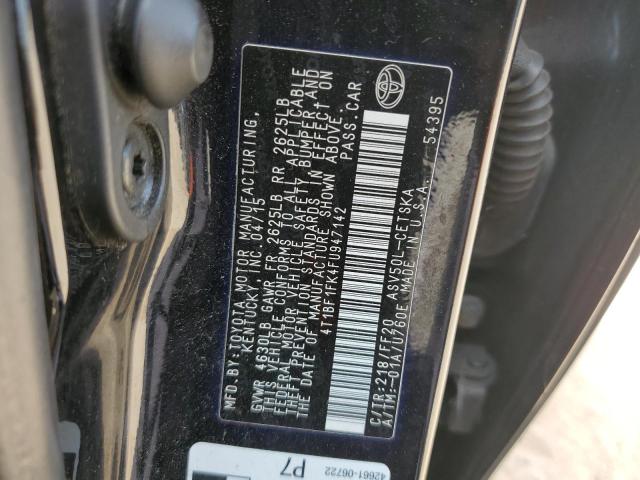 MFD.BY:TOYOTA MOTOR MANUFACTURING,
KENTUCKY, INC. 04/15
GVWR 4630LB GAWR FR 2625LB RR 2625LB
THIS VEHICLE CONFORMS TO ALL APPLICABLE
FEDERAL MOTOR VEHICLE SAFETY BUMPER AND
THEFT PREVENTION STANDARDS IN EFFECT ON
THE DATE OF MANUFACTURE SHOWN ABOVE.
4T1BF1FK4FU947142 PASS.CAR
C/TR:218/FF20 ASV50L-CETSKA
A/TM:-01A/U760E MADE IN U.S.A. 54395
42661-06722
P7